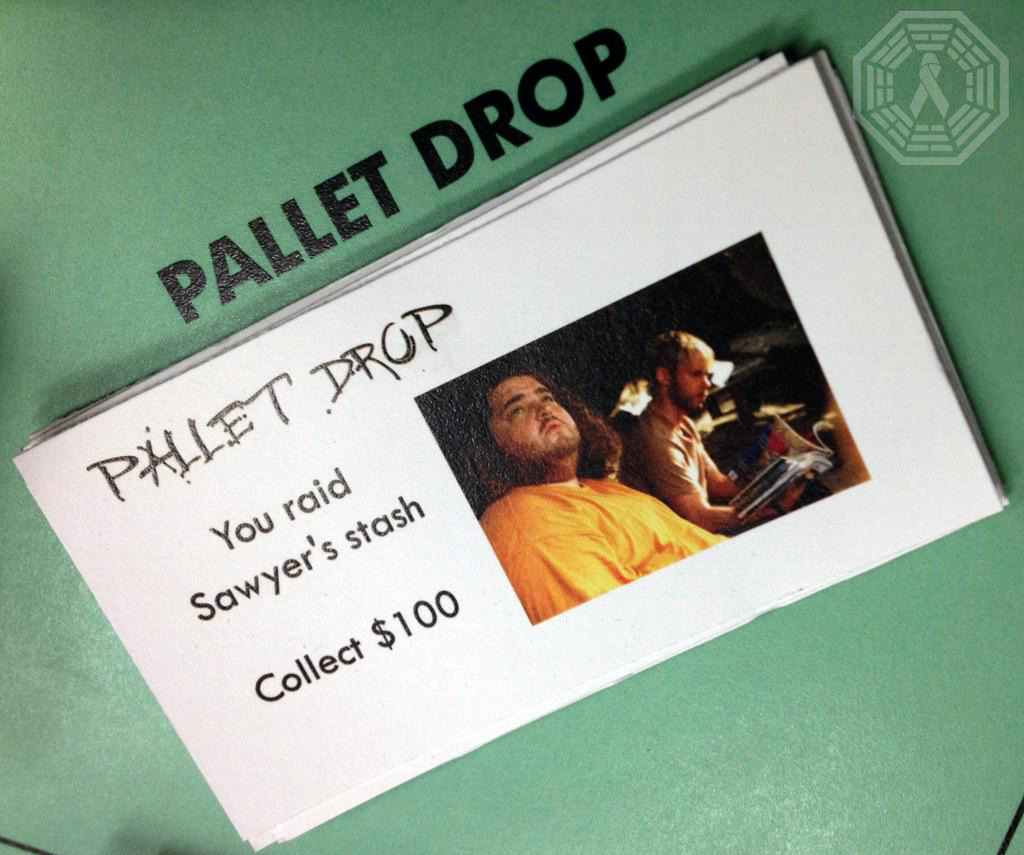 PALLET DROP
PALLET DROP
You raid
Sawyer's stash
Collect $100